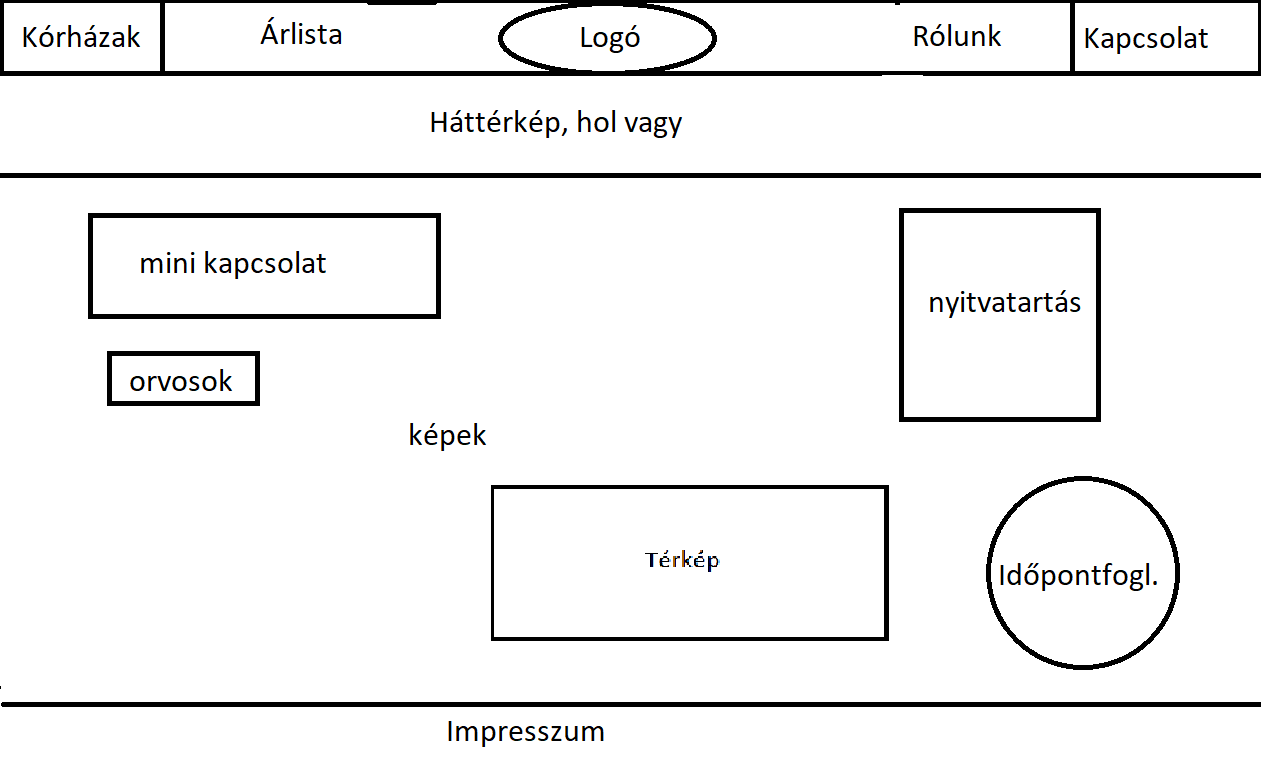 Kórházak
Árlista
Logó
Rólunk
Kapcsolat
Háttérkép, hol vagy
mini kapcsolat
nyitvatartás
orvosok
képek
Térkép
Időpontfogl.
Impresszum